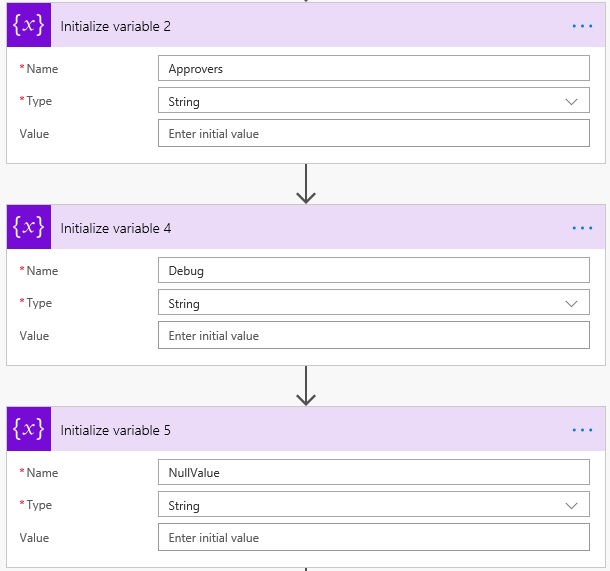 {x} Initialize variable 2 ...
* Name Approvers
* Type String
Value Enter initial value
{x} Initialize variable 4 ...
* Name Debug
* Type String
Value Enter initial value
{x} Initialize variable 5 ...
* Name NullValue
* Type String
Value Enter initial value